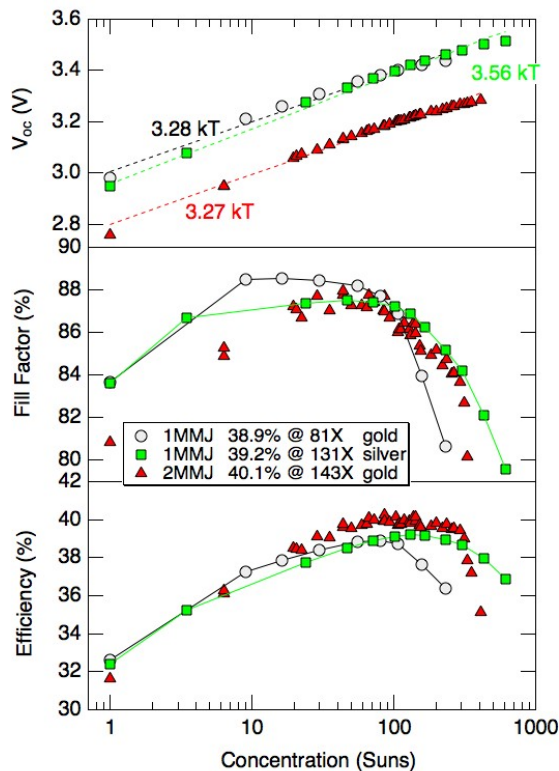 3.6
3.4
3.2
3.0
2.8
V oc (V)
3.28 kT
3.56 kT
3.27 kT
90
88
86
84
82
80
Fill Factor (%)
1MMJ 38.9% @ 81X gold
1MMJ 39.2% @ 131X silver
2MMJ 40.1% @ 143X gold
42
40
38
36
34
32
30
Efficiency (%)
1 10 100 1000
Concentration (Suns)